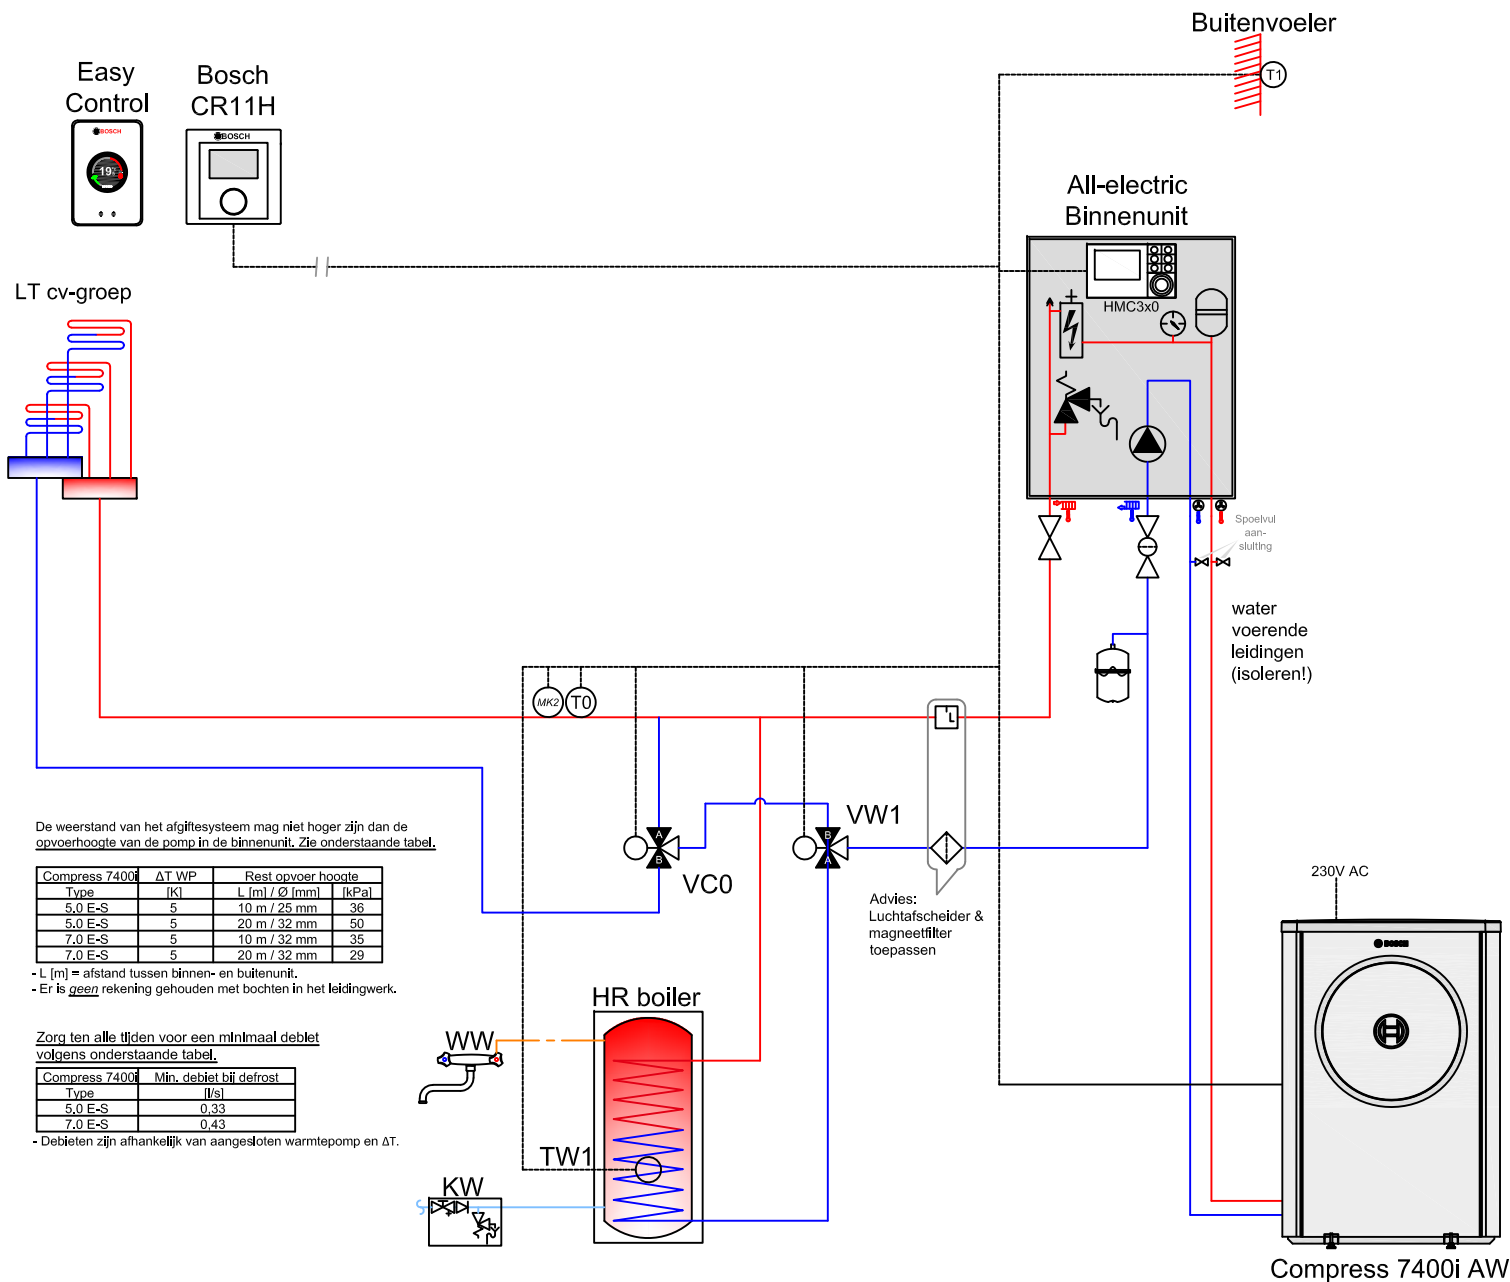 Buitenvoeler
T1
Easy
Control
BOSCH
19
Bosch
CR11H
BOSCH
All-electric
Binnenunit
HMC3x0
LT cv-groep
Spoelvul
aan-
sluiting
water
voerende
leidingen
(isoleren!)
MK2
T0
L
A
B
VC0
B
A
VW1
De weerstand van het afgiftesysteem mag niet hoger zijn dan de
opvoerhoogte van de pomp in de binnenunit. Zie onderstaande tabel.
Compress 7400i ΔT WP Rest opvoer hoogte
Type [K] L [m] / Ø [mm] [kPa]
5.0 E-S 5 10 m / 25 mm 36
5.0 E-S 5 20 m / 32 mm 50
7.0 E-S 5 10 m / 32 mm 35
7.0 E-S 5 20 m / 32 mm 29
- L [m] = afstand tussen binnen- en buitenunit.
- Er is geen rekening gehouden met bochten in het leidingwerk.
Advies:
Luchtafscheider &
magneetfilter
toepassen
230V AC
BOSCH
HR boiler
WW
Zorg ten alle tijden voor een minimaal debiet
volgens onderstaande tabel.
Compress 7400i Min. debiet bij defrost
Type [l/s]
5.0 E-S 0,33
7.0 E-S 0,43
- Debieten zijn afhankelijk van aangesloten warmtepomp en ΔT.
TW1
KW
Compress 7400i AW